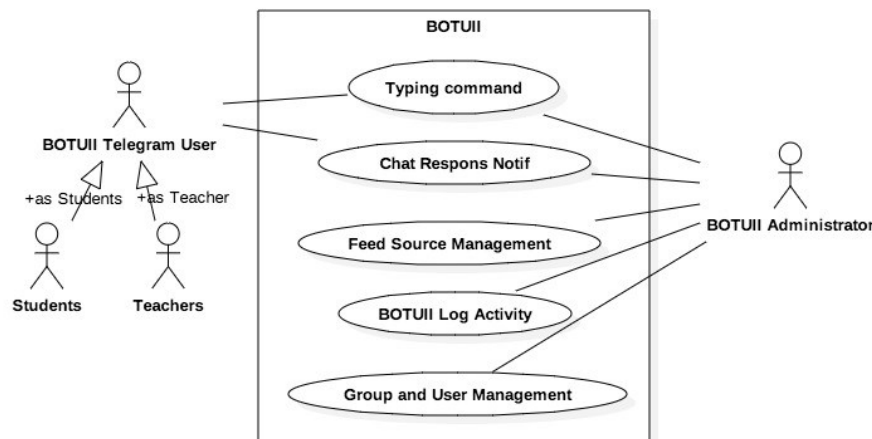 BOTUII
Typing command
BOTUII Telegram User
Chat Respons Notif
+as Students
+as Teacher
BOTUII Administrator
Feed Source Management
Students
Teachers
BOTUII Log Activity
Group and User Management